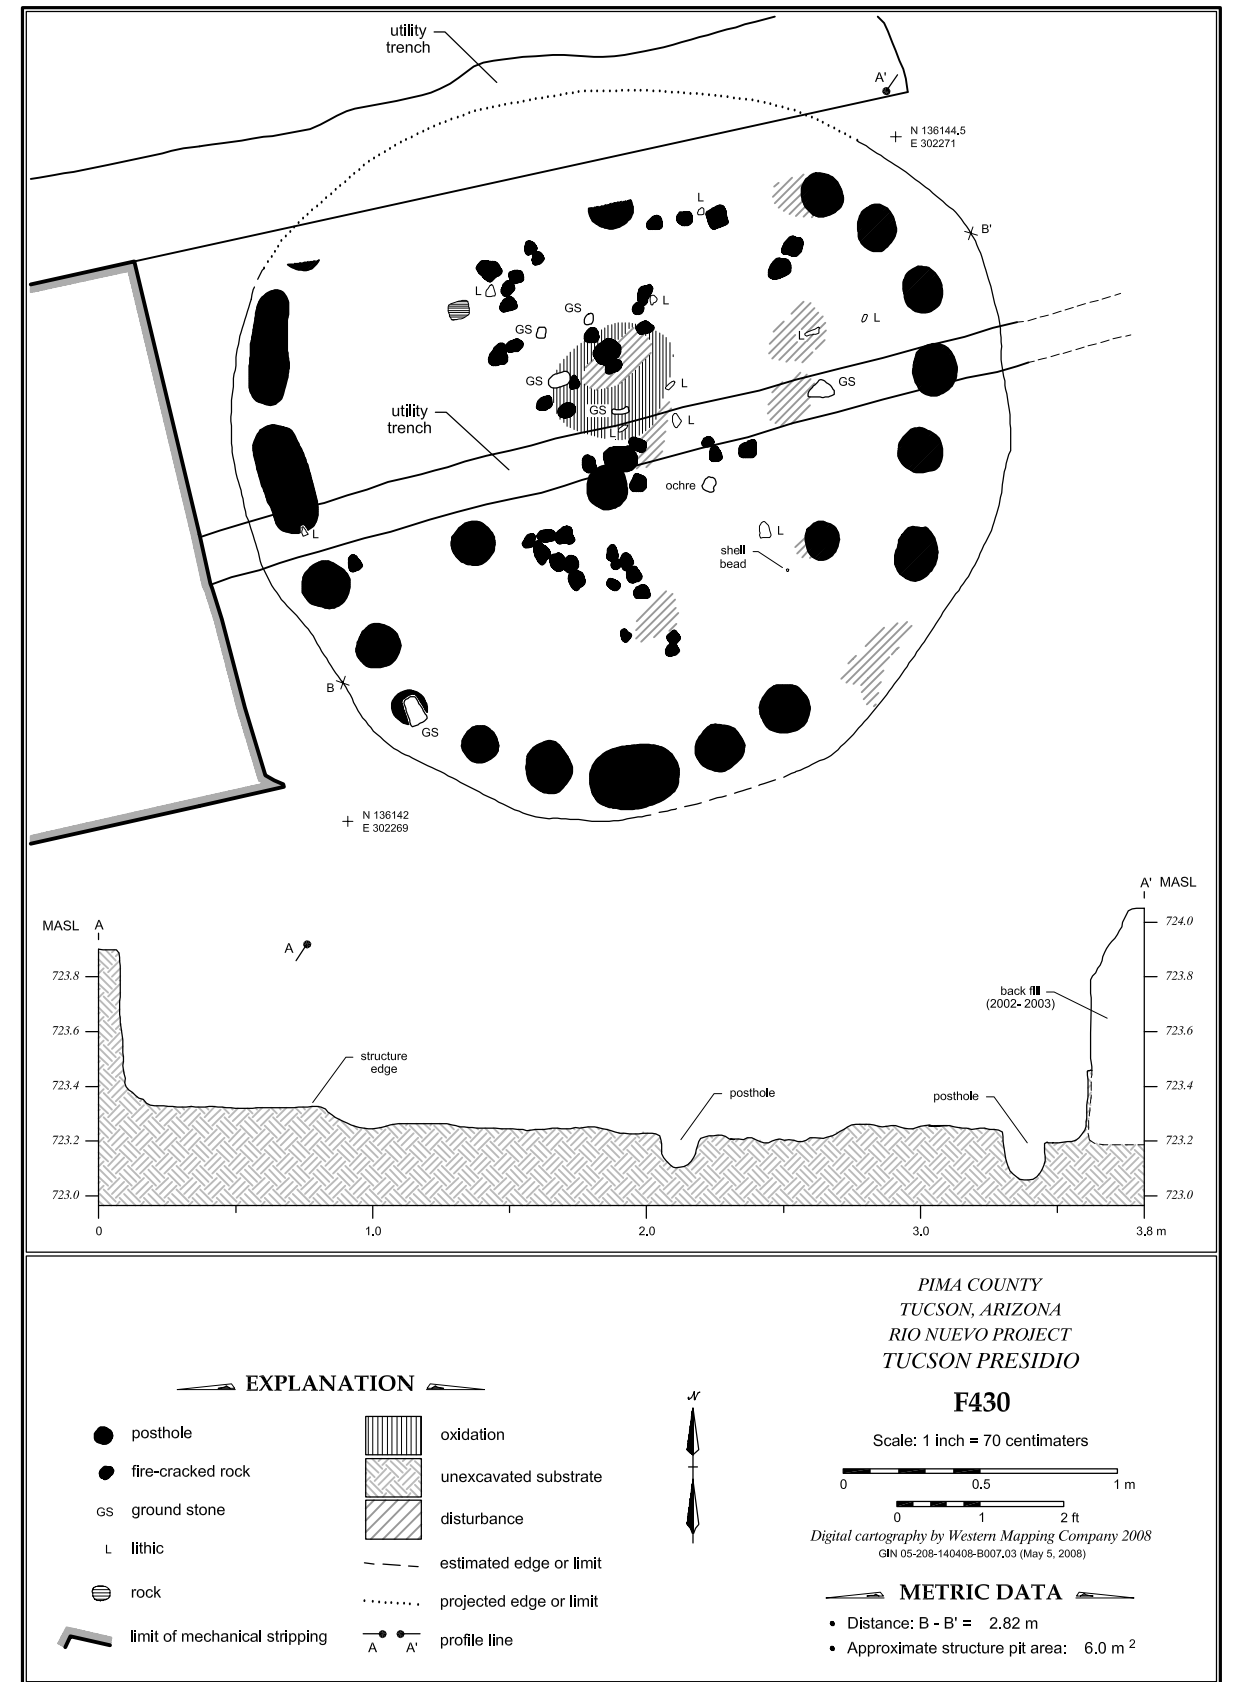 utility
trench
A'
N 136144.5
E 302271
L
B'
L
L
GS
GS
L
L
GS
L
GS
utility
trench
GS
L
L
ochre
L
L
shell
bead
B
GS
N 136142
E 302269
A' MASL
MASL A
724.0
A
723.8
723.8
back fill
(2002- 2003)
723.6
723.6
structure
edge
723.4
723.4
posthole
posthole
723.2
723.2
723.0
723.0
0
1.0
2.0
3.0
3.8 m
PIMA COUNTY
TUCSON, ARIZONA
RIO NUEVO PROJECT
TUCSON PRESIDIO
F430
Scale: 1 inch = 70 centimaters
0 0.5 1 m
0 1 2 ft
Digital cartography by Western Mapping Company 2008
GIN 05-208-140408-B007.03 (May 5, 2008)
METRIC DATA
• Distance: B - B' = 2.82 m
• Approximate structure pit area: 6.0 m 2
N
EXPLANATION
posthole
fire-cracked rock
GS ground stone
L lithic
rock
limit of mechanical stripping
oxidation
unexcavated substrate
disturbance
estimated edge or limit
projected edge or limit
A A' profile line